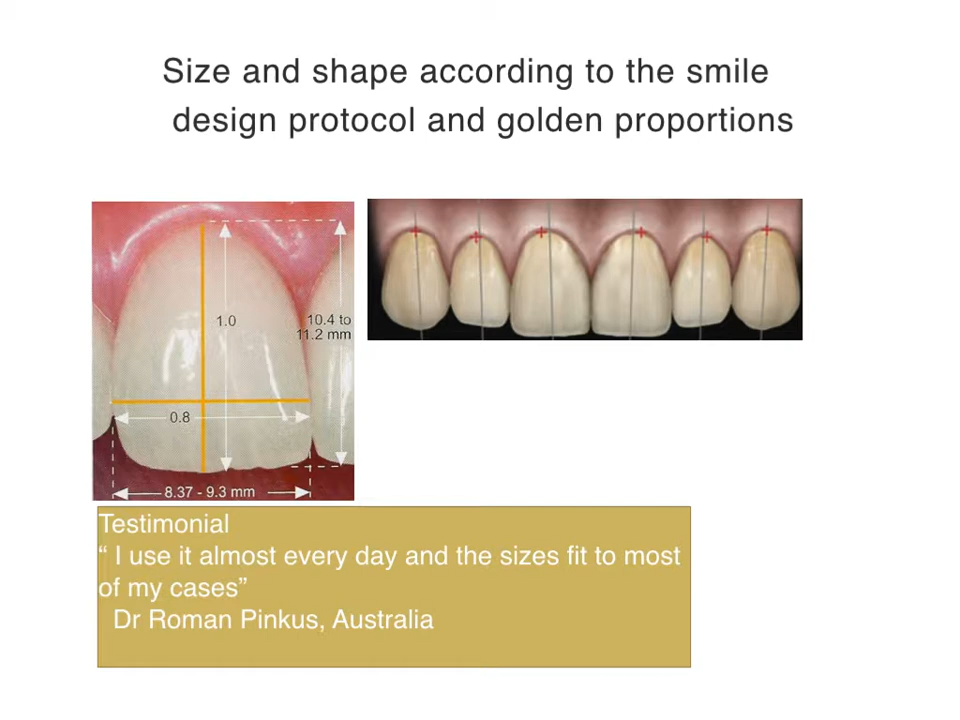 Size and shape according to the smile
design protocol and golden proportions
1.0
10.4 to
11.2 mm
0.8
8.37 - 9.3 mm
Testimonial
“ I use it almost every day and the sizes fit to most
of my cases”
Dr Roman Pinkus, Australia